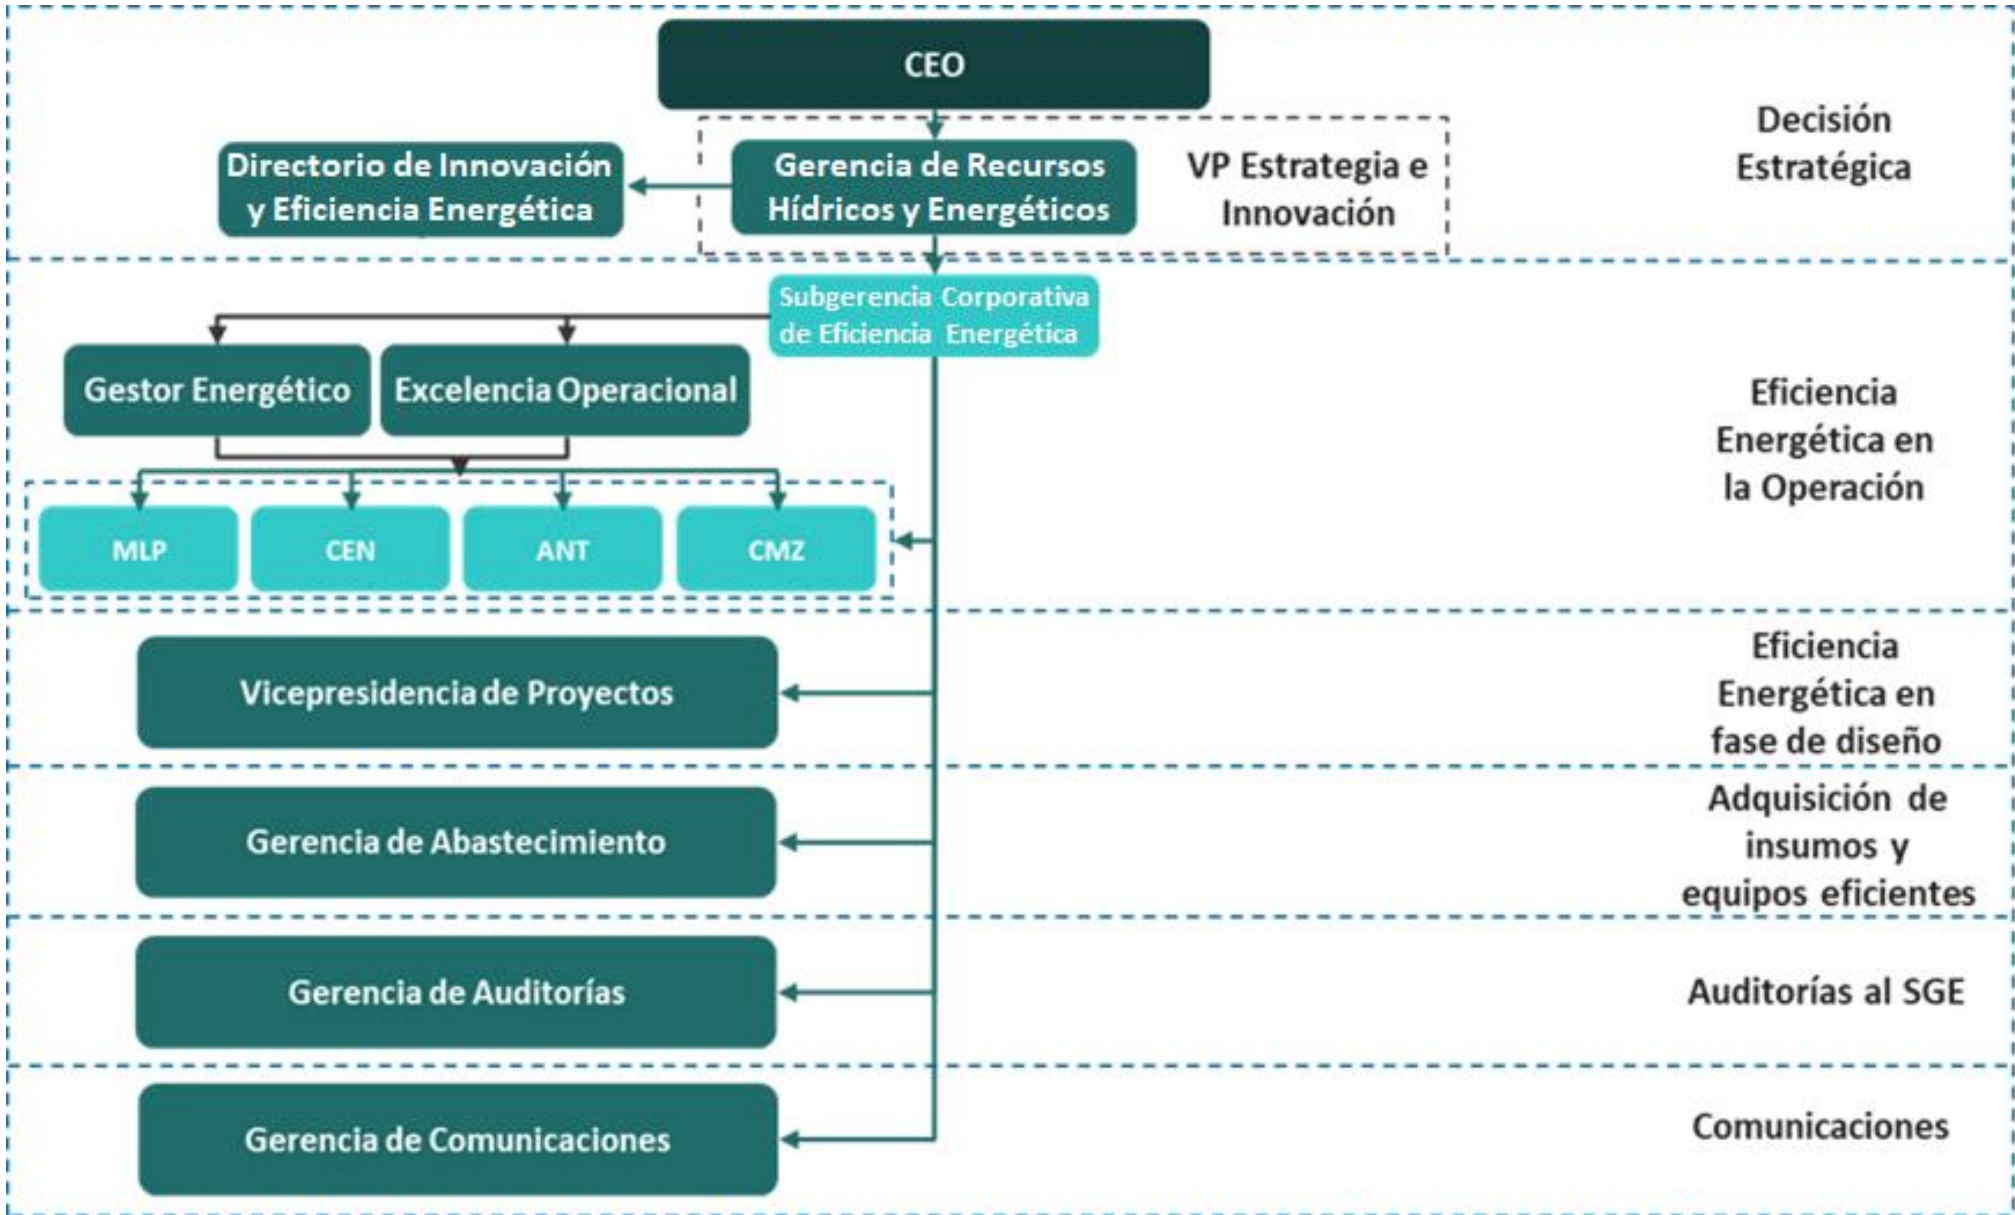 CEO
Decisión
Estratégica
Directorio de Innovación
y Eficiencia Energética
Gerencia de Recursos
Hídricos y Energéticos
VP Estrategia e
Innovación
Subgerencia Corporativa
de Eficiencia Energética
Gestor Energético
Excelencia Operacional
Eficiencia
Energética en
la Operación
MLP
CEN
ANT
CMZ
Vicepresidencia de Proyectos
Eficiencia
Energética en
fase de diseño
Gerencia de Abastecimiento
Adquisición de
insumos y
equipos eficientes
Gerencia de Auditorías
Auditorías al SGE
Gerencia de Comunicaciones
Comunicaciones